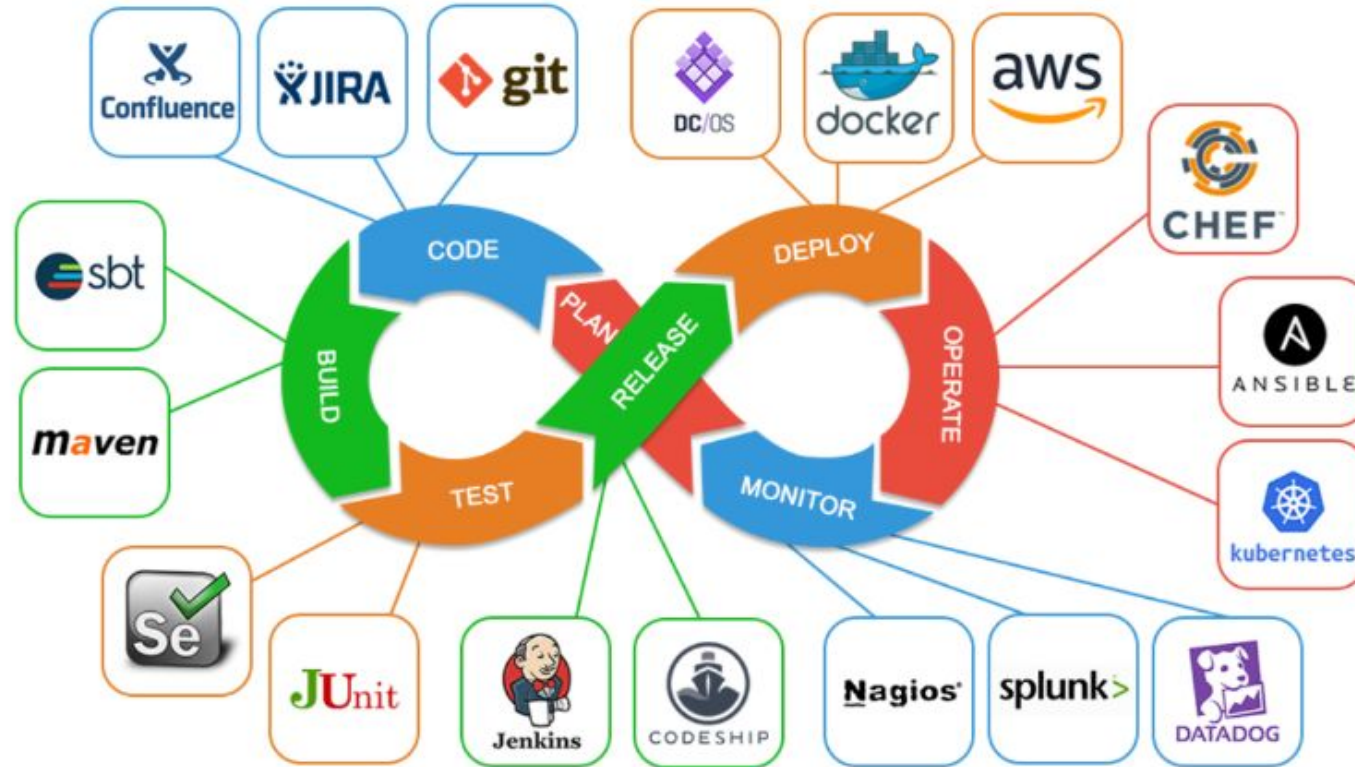 Confluence
JIRA
git
DC/OS
docker
aws
CHEF™
sbt
CODE
DEPLOY
ANSIBLE
PLAN
RELEASE
BUILD
OPERATE
maven
TEST
MONITOR
kubernetes
Se
JUnit
Jenkins
CODESHIP
Nagios®
splunk>
DATADOG